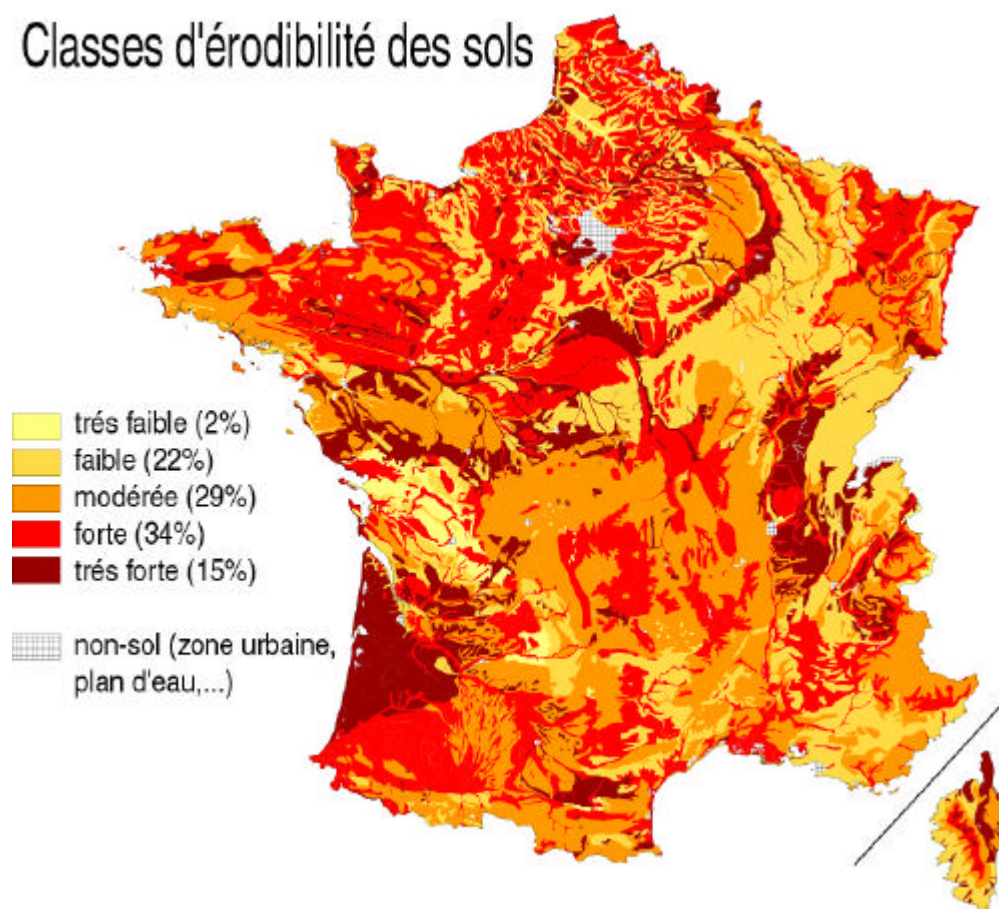 Classes d'érodibilité des sols
trés faible (2%)
faible (22%)
modérée (29%)
forte (34%)
trés forte (15%)
non-sol (zone urbaine,
plan d'eau,...)